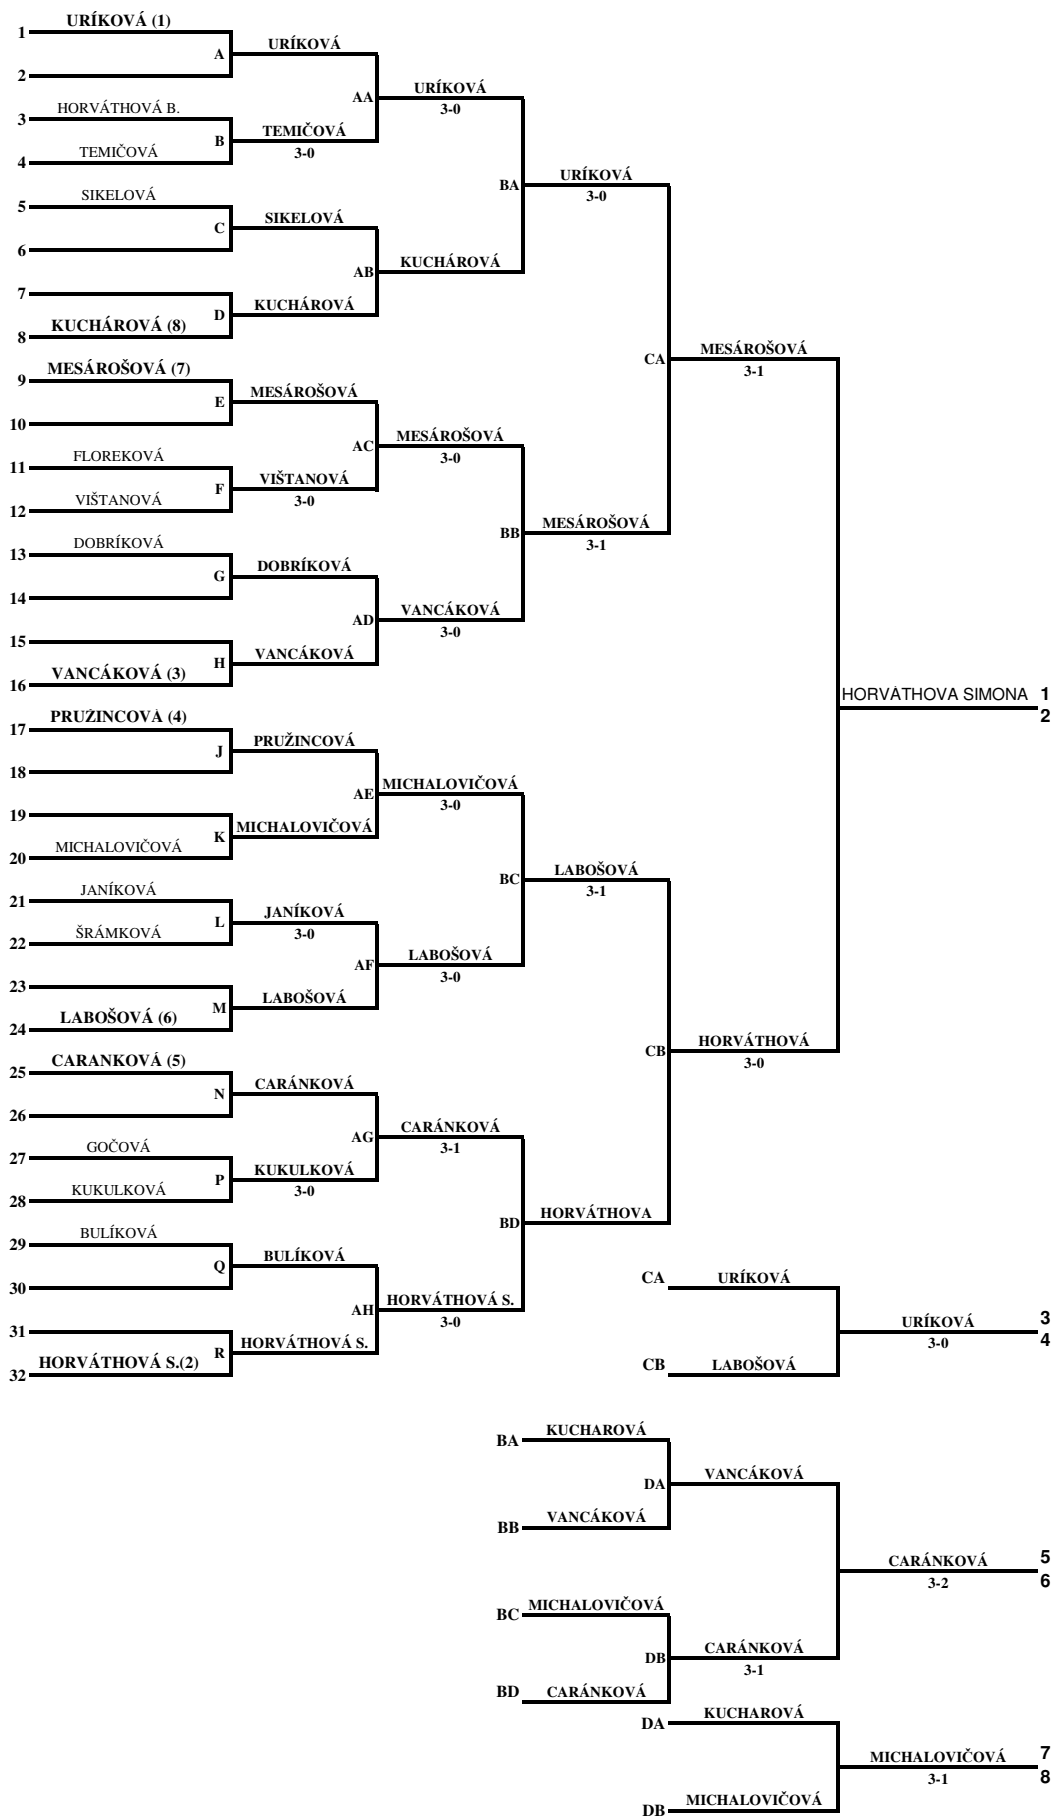 1 URÍKOVÁ (1)
A URÍKOVÁ
2
AA URÍKOVÁ
3-0
3 HORVÁTHOVÁ B.
B TEMIČOVÁ
3-0
4 TEMIČOVÁ
BA URÍKOVÁ
3-0
5 SIKELOVÁ
C SIKELOVÁ
6
AB KUCHÁROVÁ
7
D KUCHÁROVÁ
8 KUCHÁROVÁ (8)
CA MESÁROŠOVÁ
3-1
9 MESÁROŠOVÁ (7)
E MESÁROŠOVÁ
10
AC MESÁROŠOVÁ
3-0
11 FLOREKOVÁ
F VIŠTANOVÁ
3-0
12 VIŠTANOVÁ
BB MESÁROŠOVÁ
3-1
13 DOBRÍKOVÁ
G DOBRÍKOVÁ
14
AD VANCÁKOVÁ
3-0
15
H VANCÁKOVÁ
16 VANCÁKOVÁ (3)
HORVÁTHOVA SIMONA 1
2
17 PRUŽINCOVÁ (4)
J PRUŽINCOVÁ
18
AE MICHALOVIČOVÁ
3-0
19
K MICHALOVIČOVÁ
20 MICHALOVIČOVÁ
BC LABOŠOVÁ
3-1
21 JANÍKOVÁ
L JANÍKOVÁ
3-0
22 ŠRÁMKOVÁ
AF LABOŠOVÁ
3-0
23
M LABOŠOVÁ
24 LABOŠOVÁ (6)
CB HORVÁTHOVÁ
3-0
25 CARANKOVÁ (5)
N CARÁNKOVÁ
26
AG CARÁNKOVÁ
3-1
27 GOČOVÁ
P KUKULKOVÁ
3-0
28 KUKULKOVÁ
BD HORVÁTHOVA
29 BULÍKOVÁ
Q BULÍKOVÁ
30
AH HORVÁTHOVÁ S.
3-0
31
R HORVÁTHOVÁ S.
32 HORVÁTHOVÁ S.(2)
CA URÍKOVÁ
URÍKOVÁ 3
3-0 4
CB LABOŠOVÁ
BA KUCHAROVÁ
DA VANCÁKOVÁ
BB VANCÁKOVÁ
CARÁNKOVÁ 5
3-2 6
BC MICHALOVIČOVÁ
DB CARÁNKOVÁ
3-1
BD CARÁNKOVÁ
DA KUCHAROVÁ
MICHALOVIČOVÁ 7
3-1 8
DB MICHALOVIČOVÁ